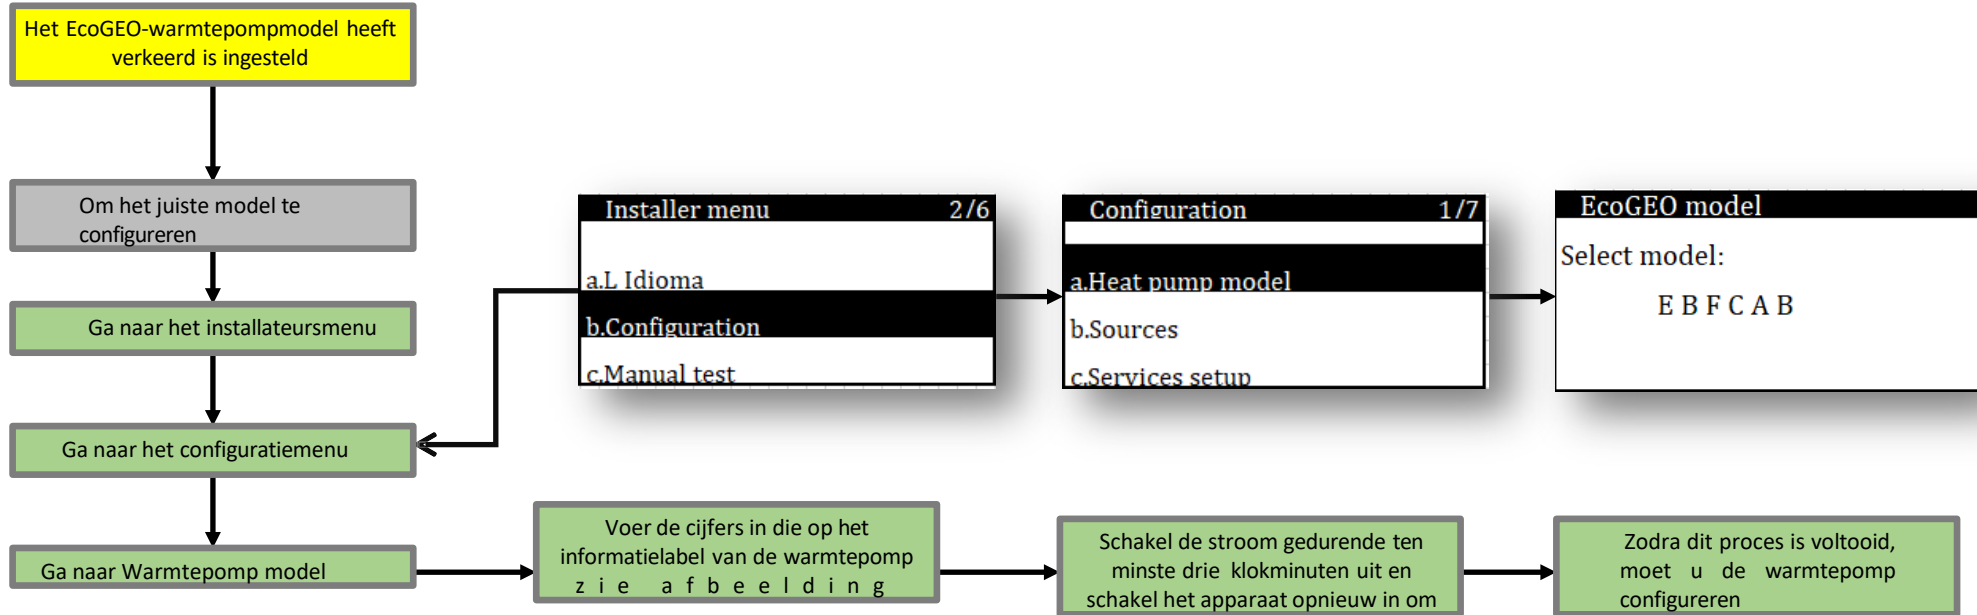 Het EcoGEO-warmtepompmodel heeft
verkeerd is ingesteld
Om het juiste model te
configureren
Ga naar het installateursmenu
Ga naar het configuratiemenu
Ga naar Warmtepomp model
Installer menu 2/6
a.L Idioma
b.Configuration
c.Manual test
Configuration 1/7
a.Heat pump model
b.Sources
c.Services setup
EcoGEO model
Select model:
E B F C A B
Voer de cijfers in die op het
informatielabel van de warmtepomp
z i e a f b e e l d i n g
Schakel de stroom gedurende ten
minste drie klokminuten uit en
schakel het apparaat opnieuw in om
Zodra dit proces is voltooid,
moet u de warmtepomp
configureren